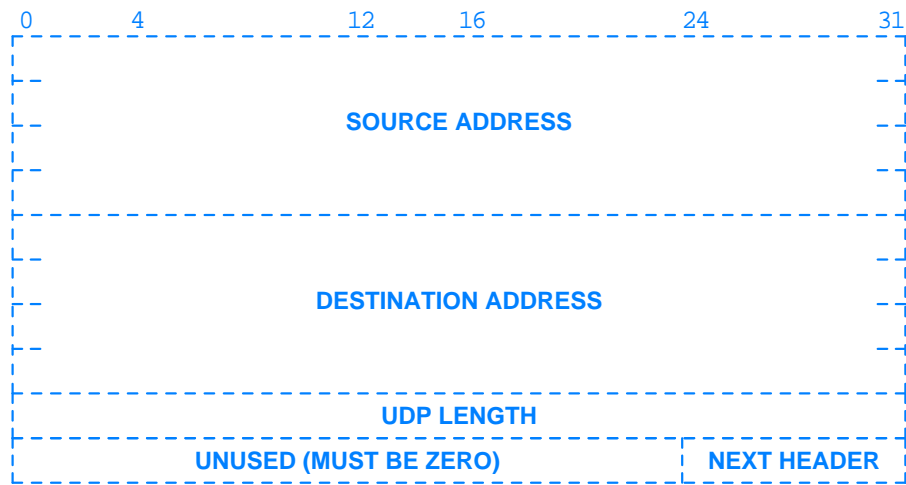 0 4 12 16 24 31
SOURCE ADDRESS
DESTINATION ADDRESS
UDP LENGTH
UNUSED (MUST BE ZERO) NEXT HEADER